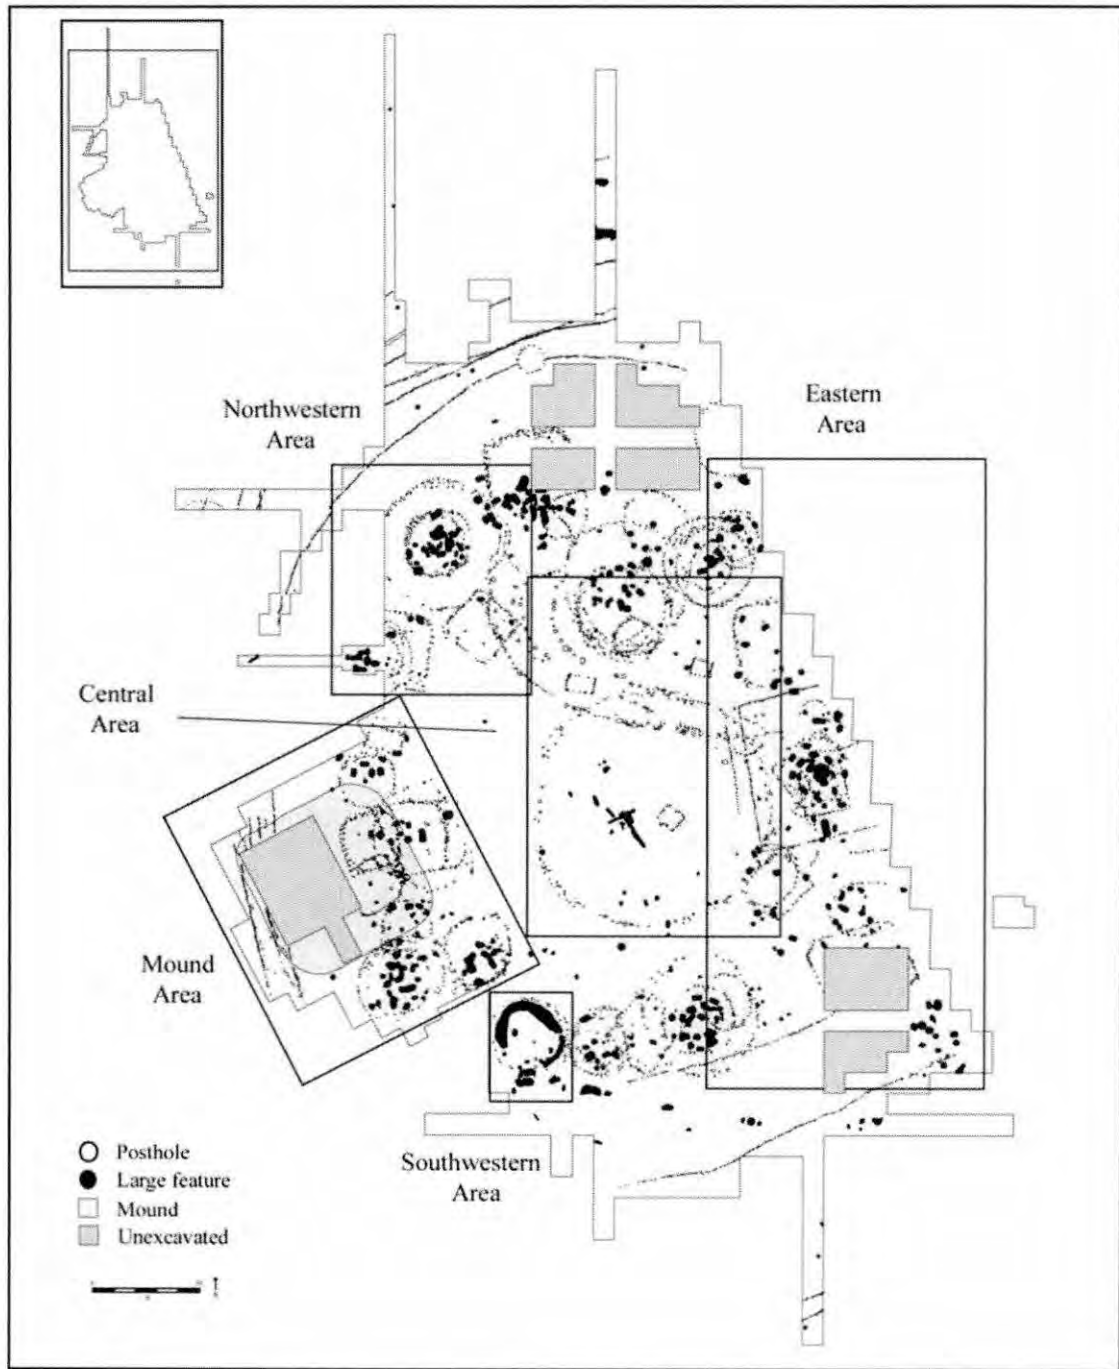 Northwestern
Area
Eastern
Area
Central
Area
Mound
Area
Southwestern
Area
Posthole
Large feature
Mound
Unexcavated